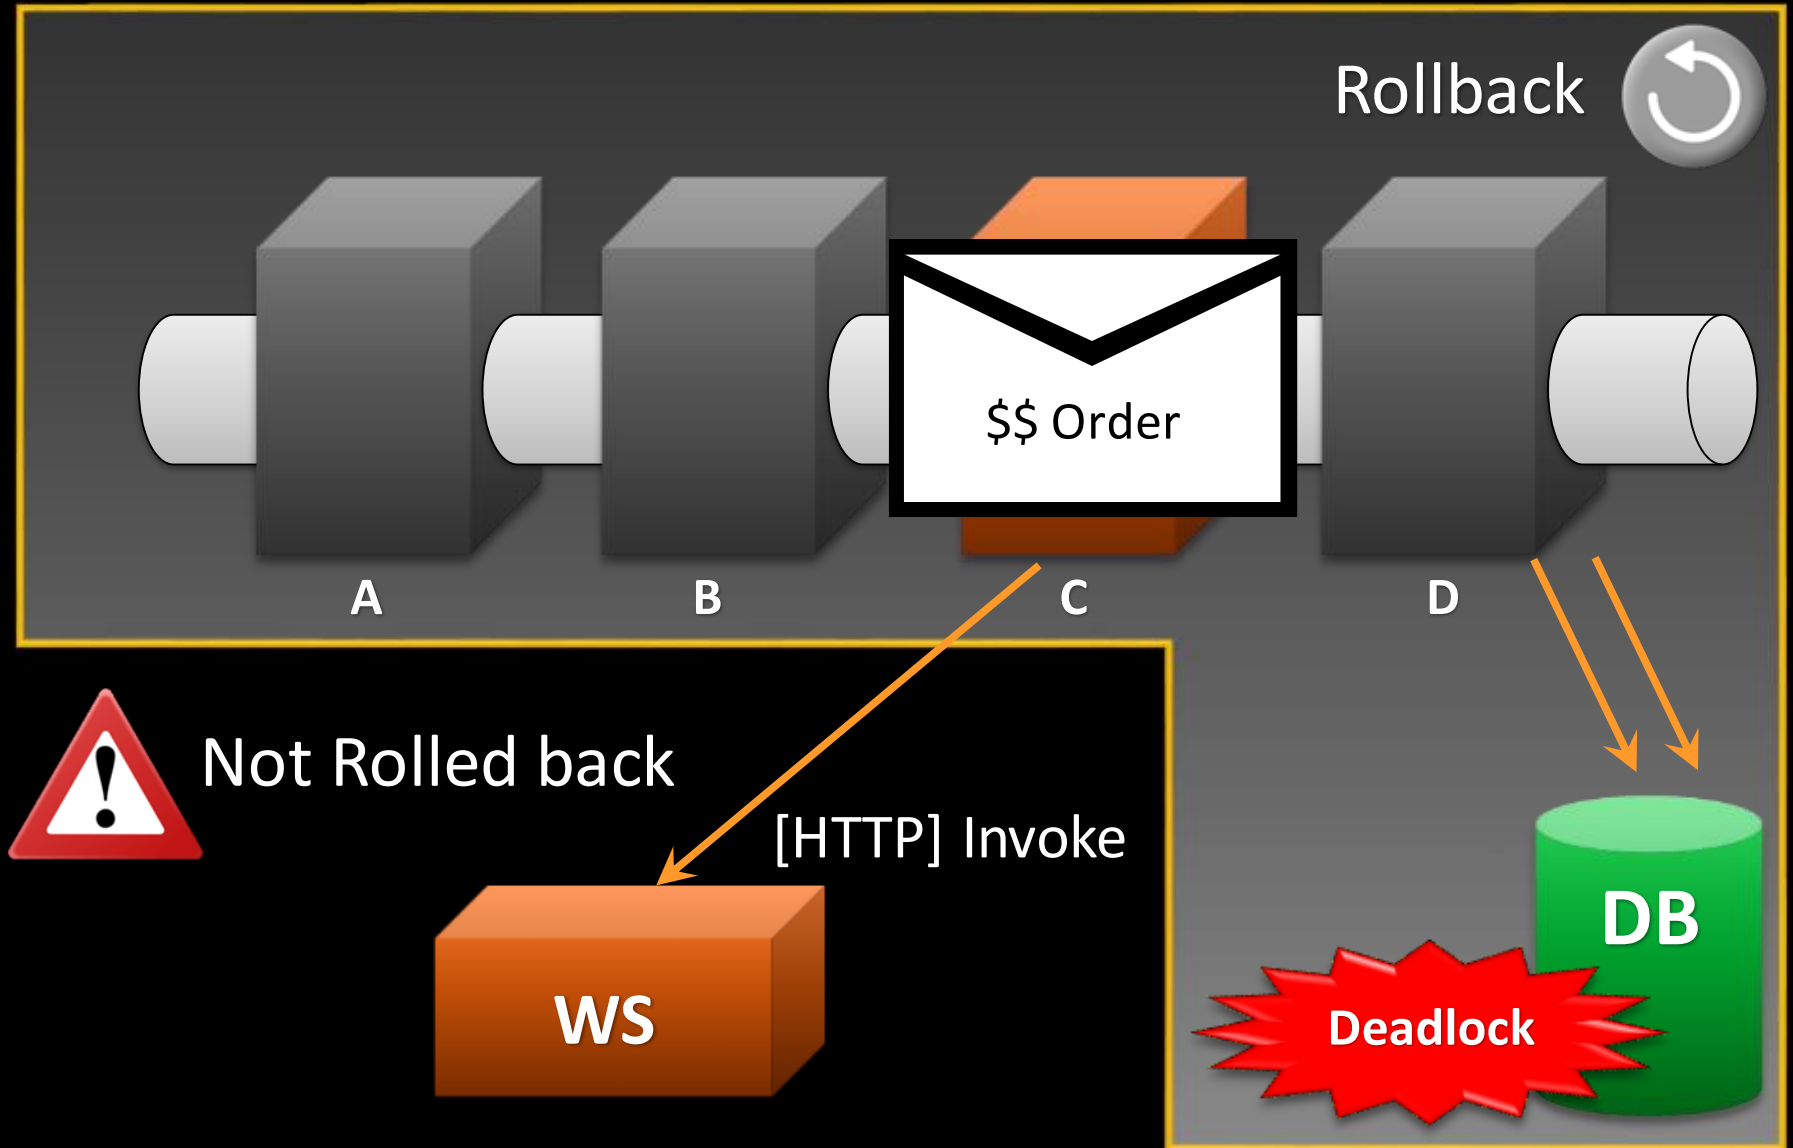 Rollback
$$ Order
A
B
C
D
Not Rolled back
[HTTP] Invoke
DB
WS
Deadlock